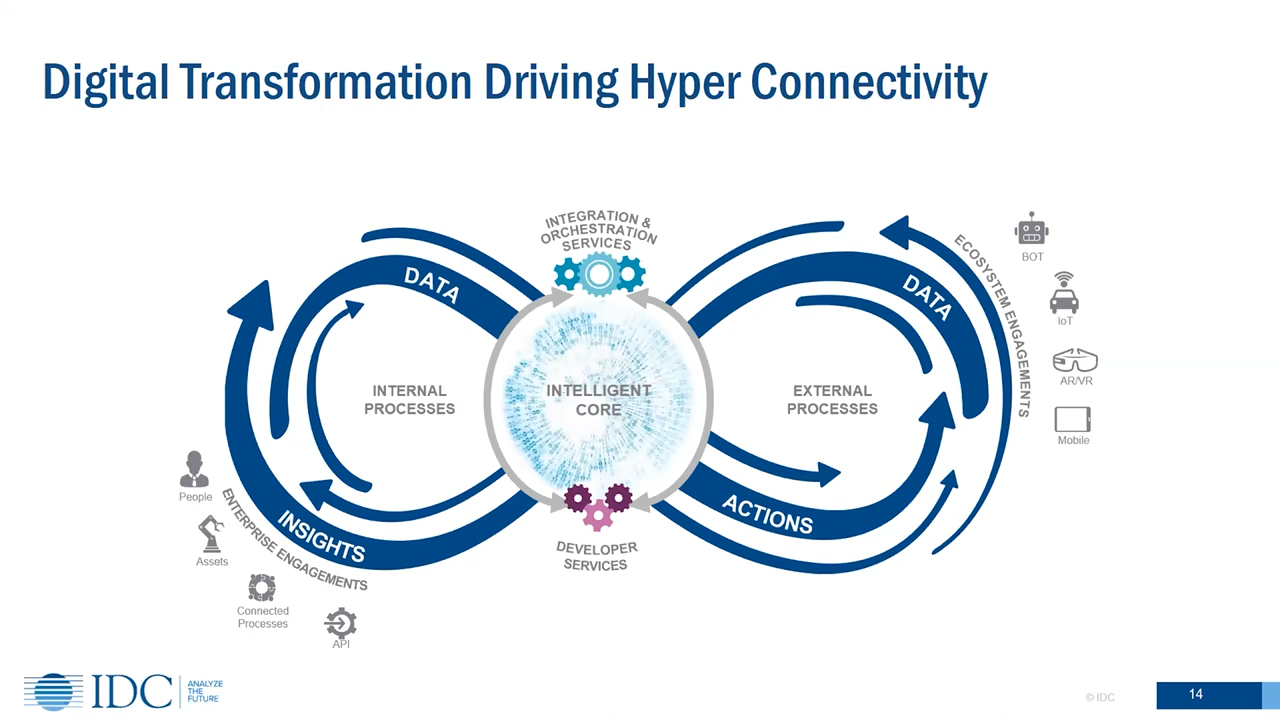 Digital Transformation Driving Hyper Connectivity
INTEGRATION &
ORCHESTRATION
SERVICES
DATA
DATA
ECOSYSTEM ENGAGEMENTS
BOT
IoT
AR/VR
Mobile
INTERNAL
PROCESSES
INTELLIGENT
CORE
EXTERNAL
PROCESSES
People
Assets
Connected
Processes
API
ENTERPRISE ENGAGEMENTS
INSIGHTS
ACTIONS
DEVELOPER
SERVICES
IDC
ANALYZE
THE
FUTURE
© IDC
14